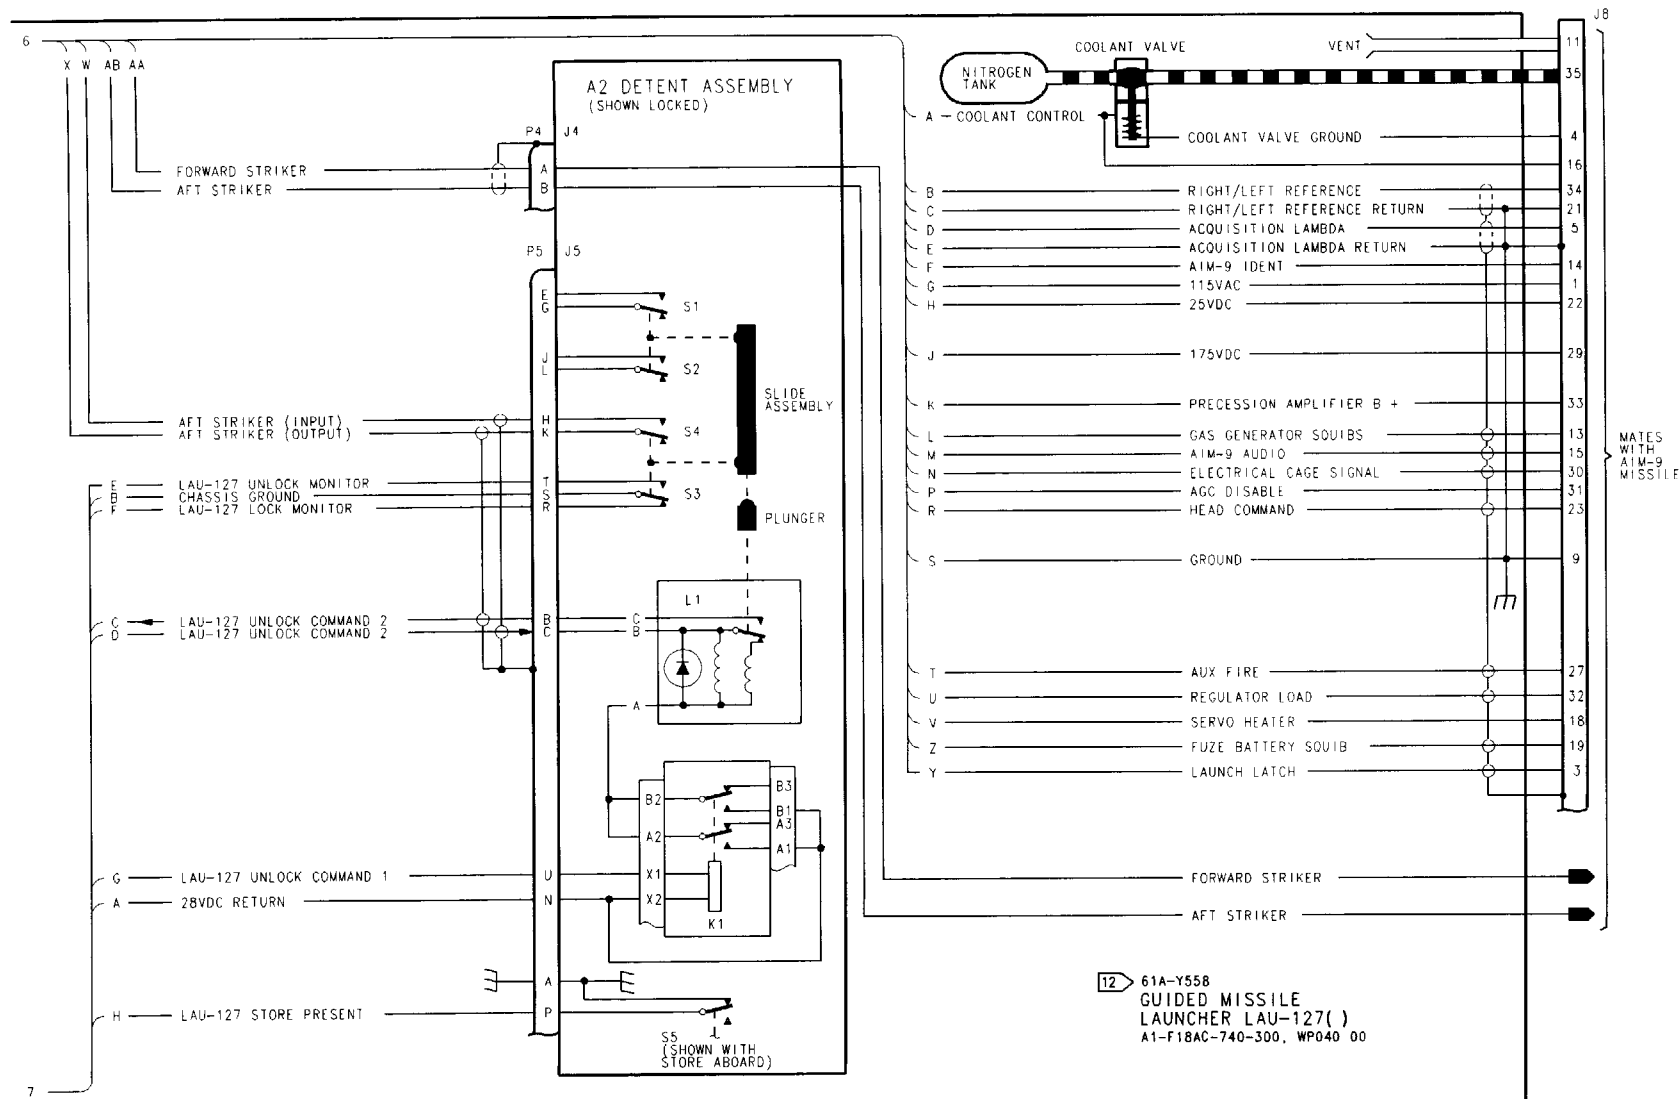 J8
6
X W AB AA
A2 DETENT ASSEMBLY
(SHOWN LOCKED)
P4 J4
FORWARD STRIKER A
AFT STRIKER B
P5 J5
E
G S1
J
L S2
SLIDE
ASSEMBLY
AFT STRIKER (INPUT) H
AFT STRIKER (OUTPUT) K S4
E LAU-127 UNLOCK MONITOR T
B CHASSIS GROUND S S3
F LAU-127 LOCK MONITOR R
PLUNGER
L1
C LAU-127 UNLOCK COMMAND 2 B C
D LAU-127 UNLOCK COMMAND 2 C B
A
B2 B3
B1
A3
A2 A1
G LAU-127 UNLOCK COMMAND 1 U X1
A 28VDC RETURN N X2
K1
A
H LAU-127 STORE PRESENT P
S5
(SHOWN WITH
STORE ABOARD)
7
COOLANT VALVE VENT 11
NITROGEN
TANK
35
A COOLANT CONTROL
COOLANT VALVE GROUND 4
16
B RIGHT/LEFT REFERENCE 34
C RIGHT/LEFT REFERENCE RETURN 21
D ACQUISITION LAMBDA 5
E ACQUISITION LAMBDA RETURN
F AIM-9 IDENT 14
G 115VAC 1
H 25VDC 22
J 175VDC 29
K PRECESSION AMPLIFIER B + 33
L GAS GENERATOR SQUIBS 13
M AIM-9 AUDIO 15
N ELECTRICAL CAGE SIGNAL 30
P AGC DISABLE 31
R HEAD COMMAND 23
S GROUND 9
T AUX FIRE 27
U REGULATOR LOAD 32
V SERVO HEATER 18
Z FUZE BATTERY SQUIB 19
Y LAUNCH LATCH 3
MATES
WITH
AIM-9
MISSILE
FORWARD STRIKER
AFT STRIKER
12 61A-Y558
GUIDED MISSILE
LAUNCHER LAU-127( )
A1-F18AC-740-300, WP040 00